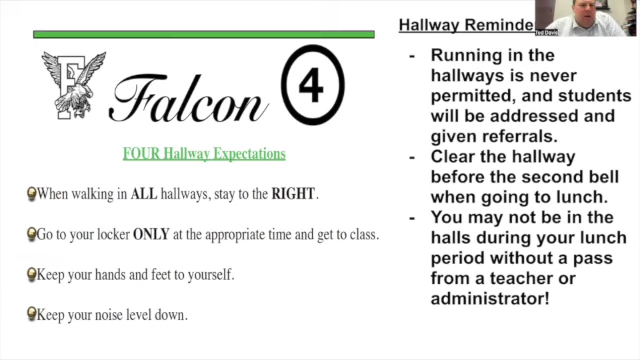 Falcon 4
FOUR Hallway Expectations
When walking in ALL hallways, stay to the RIGHT.
Go to your locker ONLY at the appropriate time and get to class.
Keep your hands and feet to yourself.
Keep your noise level down.
Hallway Reminde
- Running in the
hallways is never
permitted, and students
will be addressed and
given referrals.
- Clear the hallway
before the second bell
when going to lunch.
- You may not be in the
halls during your lunch
period without a pass
from a teacher or
administrator!
Jed Davis
F